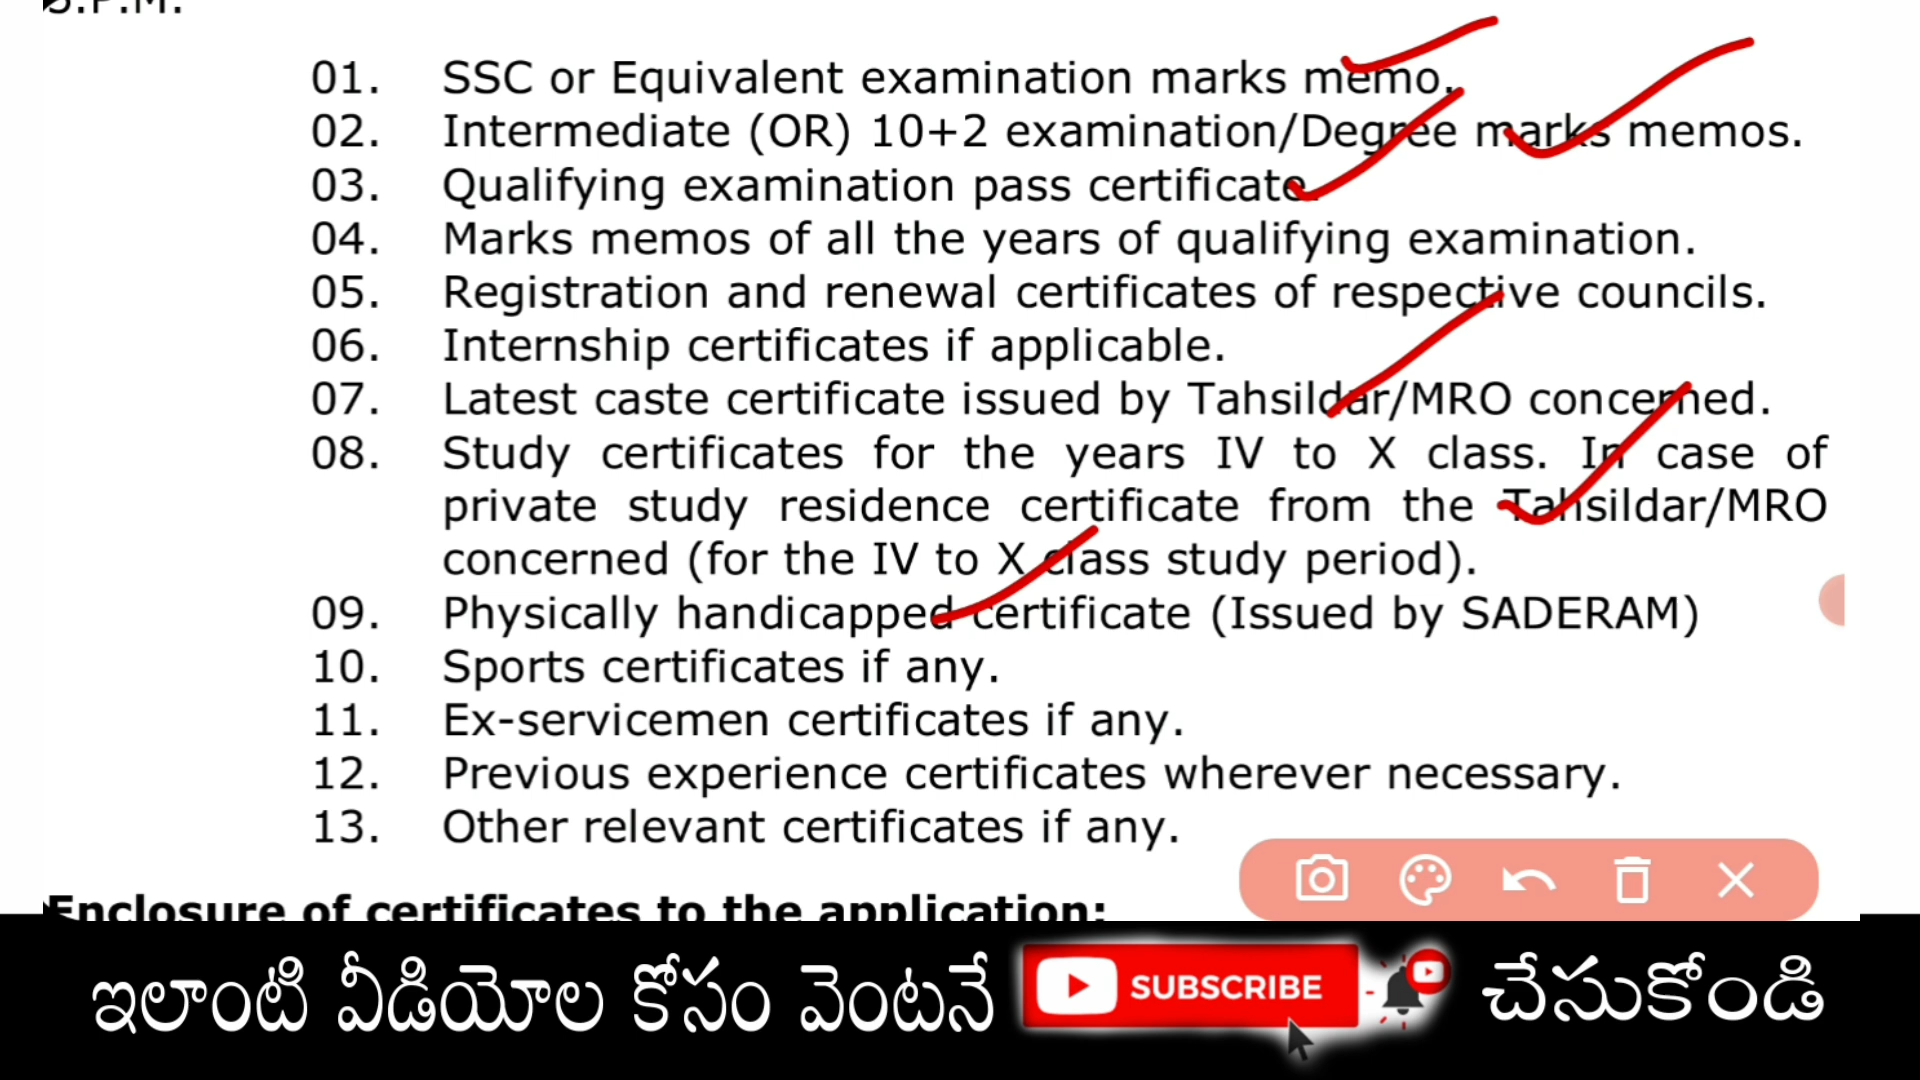 S.P.M.
01. SSC or Equivalent examination marks memo.
02. Intermediate (OR) 10+2 examination/Degree marks memos.
03. Qualifying examination pass certificate.
04. Marks memos of all the years of qualifying examination.
05. Registration and renewal certificates of respective councils.
06. Internship certificates if applicable.
07. Latest caste certificate issued by Tahsildar/MRO concerned.
08. Study certificates for the years IV to X class. In case of
private study residence certificate from the Tahsildar/MRO
concerned (for the IV to X class study period).
09. Physically handicapped certificate (Issued by SADERAM)
10. Sports certificates if any.
11. Ex-servicemen certificates if any.
12. Previous experience certificates wherever necessary.
13. Other relevant certificates if any.
Enclosure of certificates to the application:
ఇలాంటి వీడియోల కోసం వెంటనే SUBSCRIBE చేసుకోండి